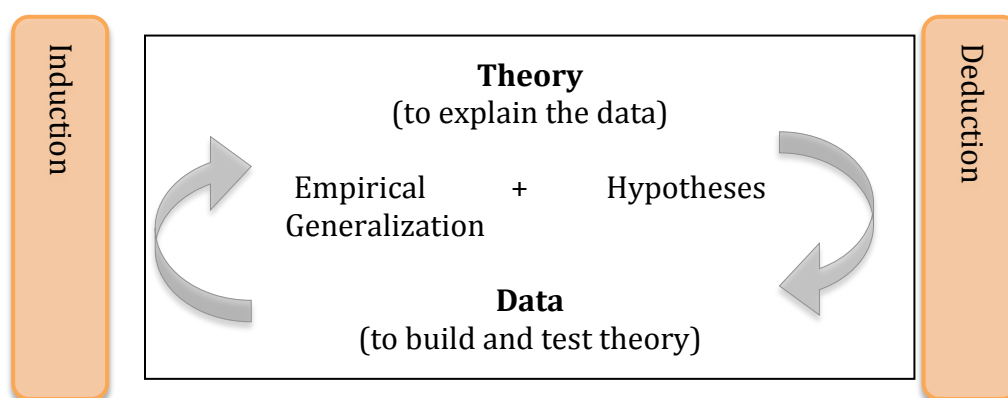 Induction
Theory
(to explain the data)
Empirical + Hypotheses
Generalization
Data
(to build and test theory)
Deduction